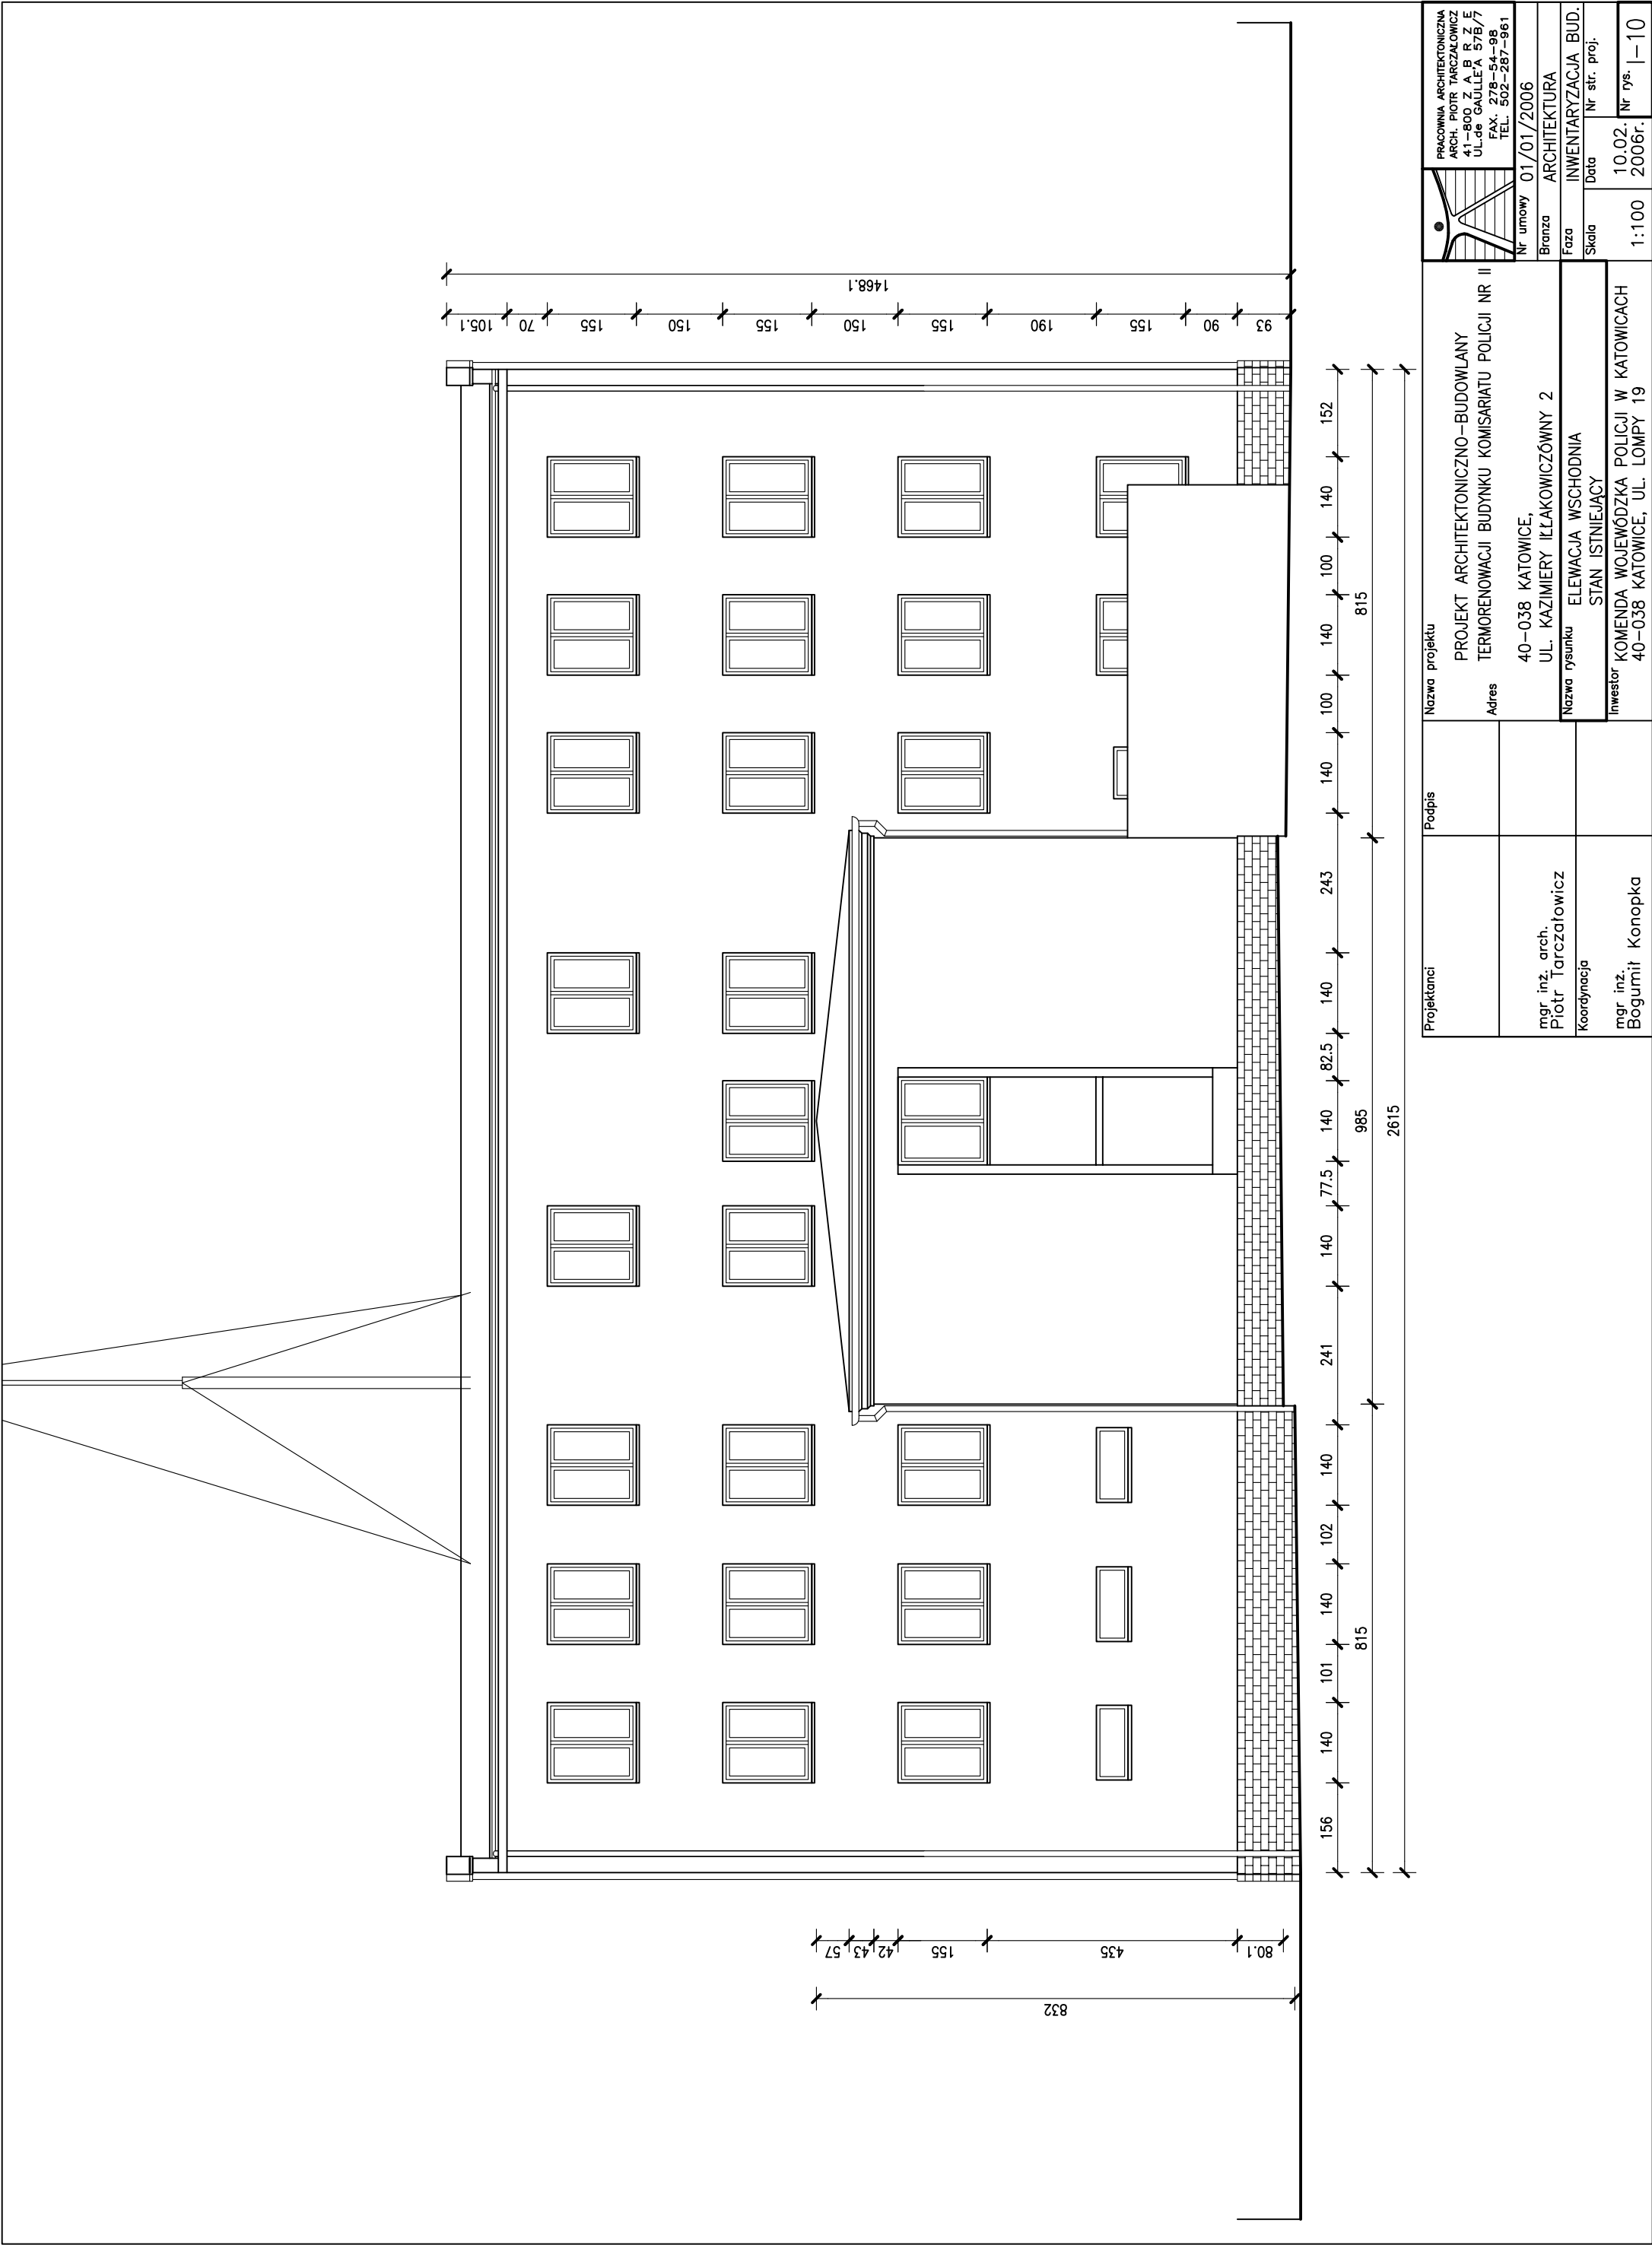 1468.1
105.1
70
155
150
155
150
155
190
155
90
93
57
43
42
155
435
80.1
832
156
140
101
140
102
140
241
140
77.5
140
82.5
140
243
140
100
140
100
140
152
815
985
815
2615
Projektanci
Podpis
mgr inż. arch.
Piotr Tarczałowicz
Koordynacja
mgr inż.
Bogumił Konopka
Nazwa projektu
PROJEKT ARCHITEKTONICZNO-BUDOWLANY
TERMORENOWACJI BUDYNKU KOMISARIATU POLICJI NR II
Adres
40-038 KATOWICE,
UL. KAZIMIERY IŁŁAKOWICZÓWNY 2
Nazwa rysunku
ELEWACJA WSCHODNIA
STAN ISTNIEJĄCY
Inwestor
KOMENDA WOJEWÓDZKA POLICJI W KATOWICACH
40-038 KATOWICE, UL. LOMPY 19
PRACOWNIA ARCHITEKTONICZNA
ARCH. PIOTR TARCZAŁOWICZ
41-800 Z A B R Z E
UL.de GAULLE'A 57B/7
FAX. 278-54-98
TEL. 502-287-961
Nr umowy 01/01/2006
Branza ARCHITEKTURA
Faza INWENTARYZACJA BUD.
Skala
1:100
Data
10.02.
2006r.
Nr str. proj.
Nr rys. I-10